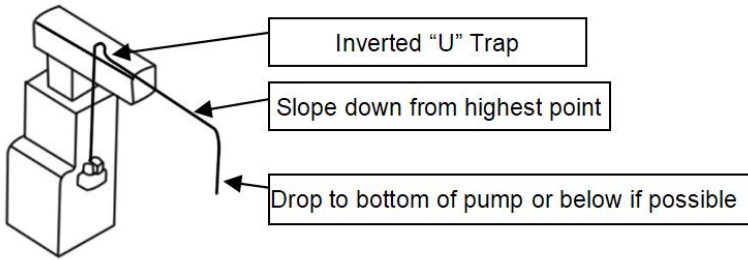 Inverted “U” Trap
Slope down from highest point
Drop to bottom of pump or below if possible